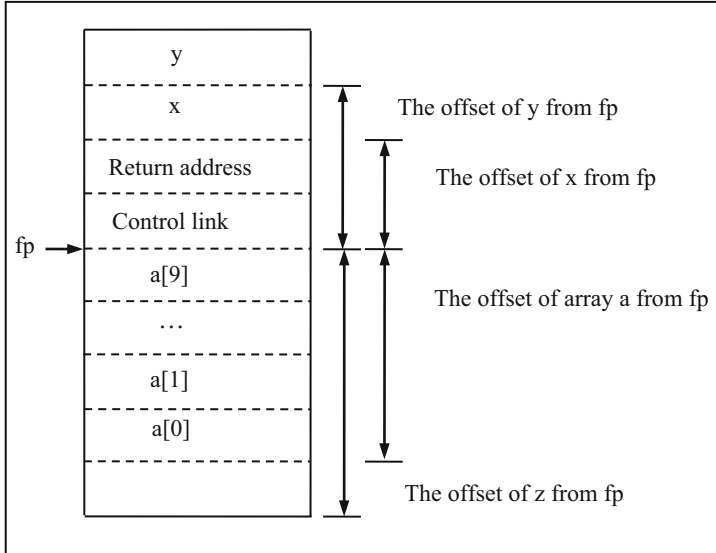 y
The offset of y from fp
x
Return address
The offset of x from fp
Control link
fp
a[9]
The offset of array a from fp
…
a[1]
a[0]
The offset of z from fp